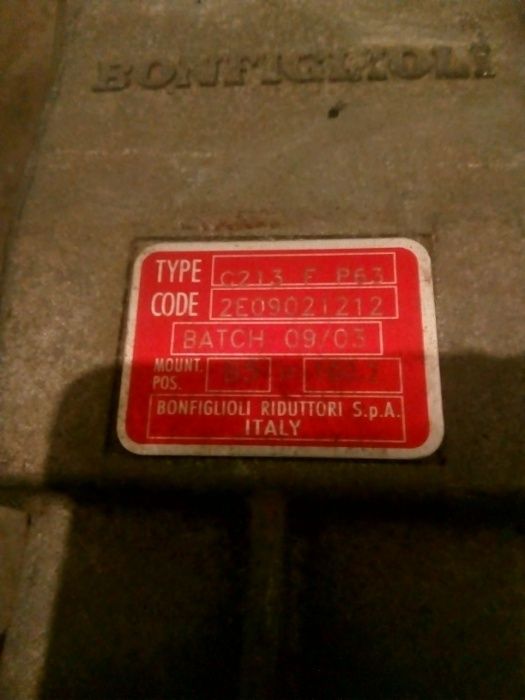 BONFIGLIOLI
TYPE C213 F P63
CODE 2E09021212
BATCH 09/03
MOUNT.
POS.
BONFIGLIOLI RIDUTTORI S.p.A.
ITALY